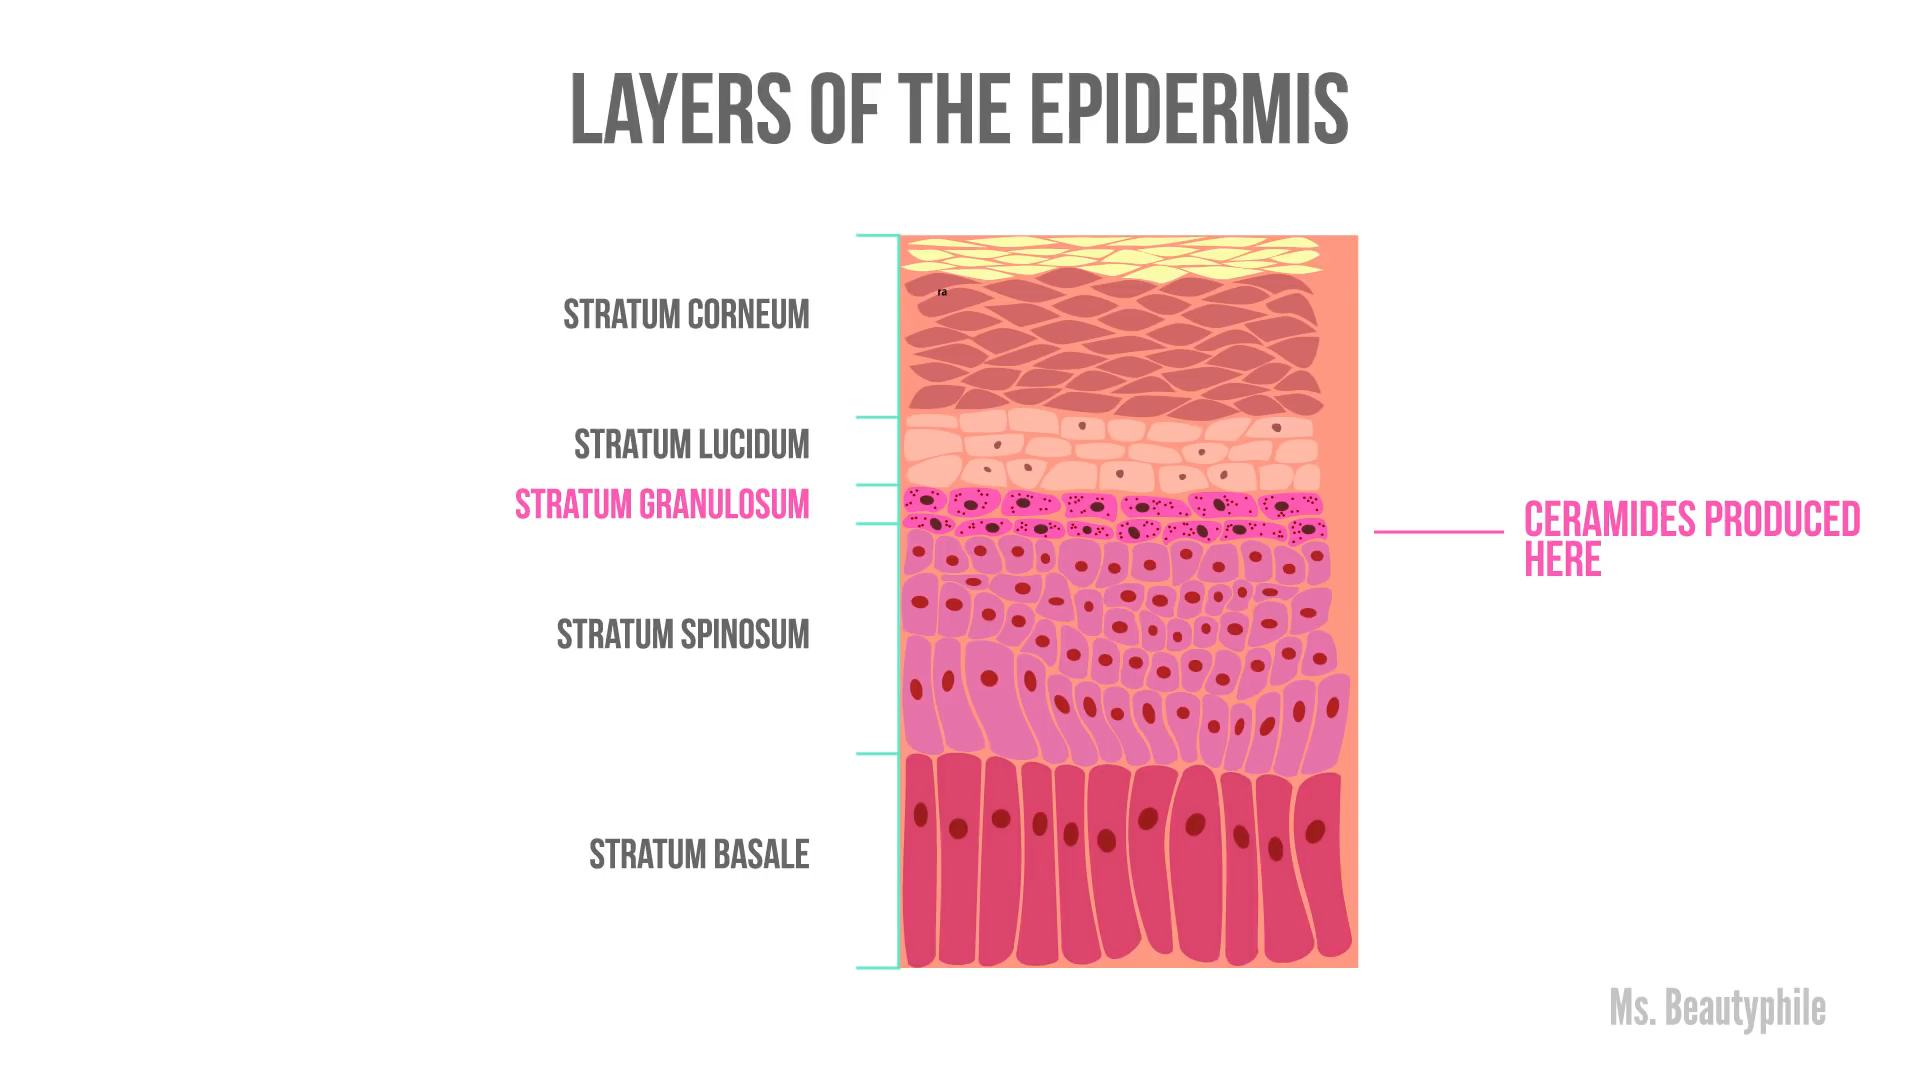 LAYERS OF THE EPIDERMIS
ra
STRATUM CORNEUM
STRATUM LUCIDUM
STRATUM GRANULOSUM
CERAMIDES PRODUCED
HERE
STRATUM SPINOSUM
STRATUM BASALE
Ms. Beautyphile